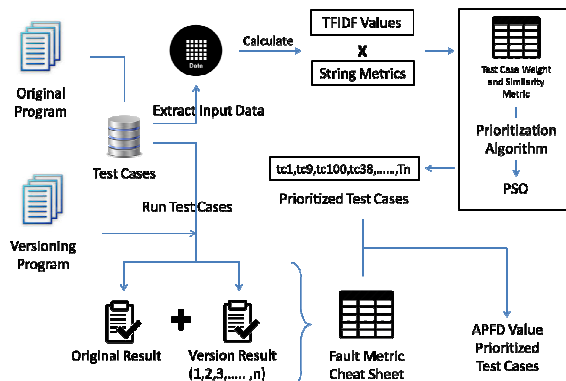 TFIDF Values
Calculate
X
Data
String Metrics
Test Case Weight
and Similarity
Metric
Original
Program
Extract Input Data
Prioritization
Algorithm
PSO
Test Cases
tc1,tc9,tc100,tc38,......,Tn
Prioritized Test Cases
Run Test Cases
Versioning
Program
+
Original Result
Version Result
(1,2,3,..... ,n)
Fault Metric
Cheat Sheet
APFD Value
Prioritized
Test Cases